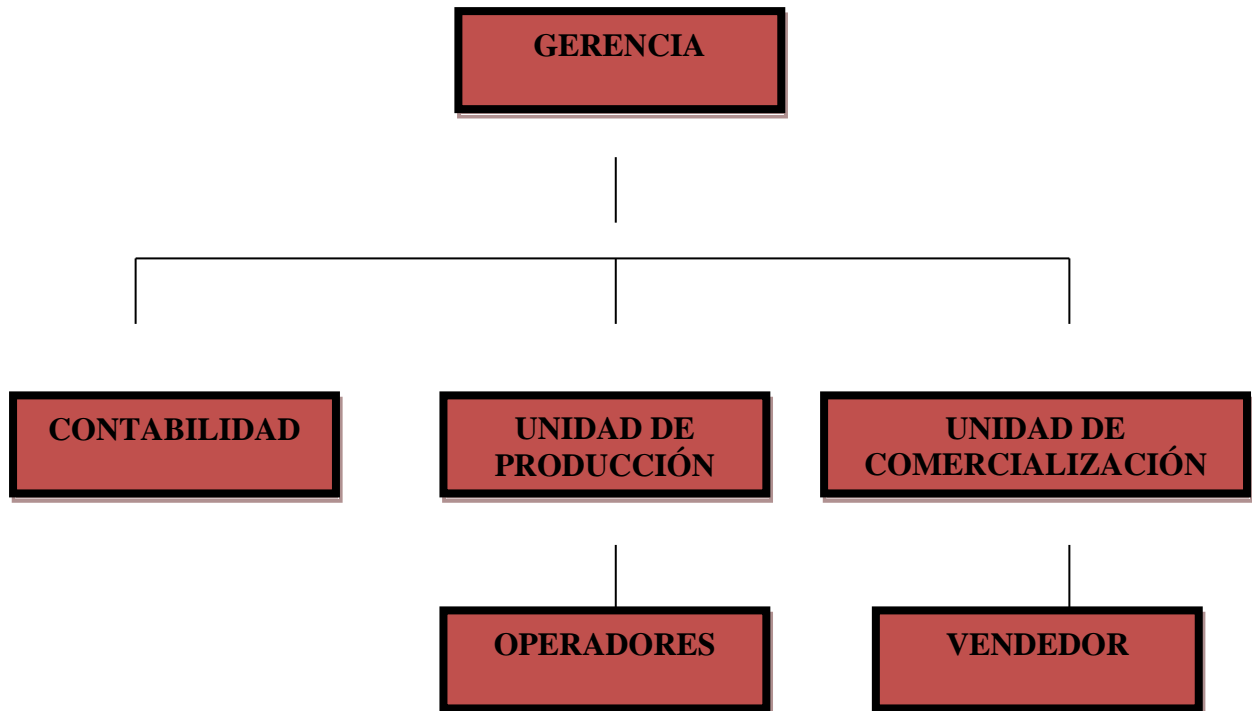 GERENCIA
CONTABILIDAD
UNIDAD DE
PRODUCCIÓN
UNIDAD DE
COMERCIALIZACIÓN
OPERADORES
VENDEDOR